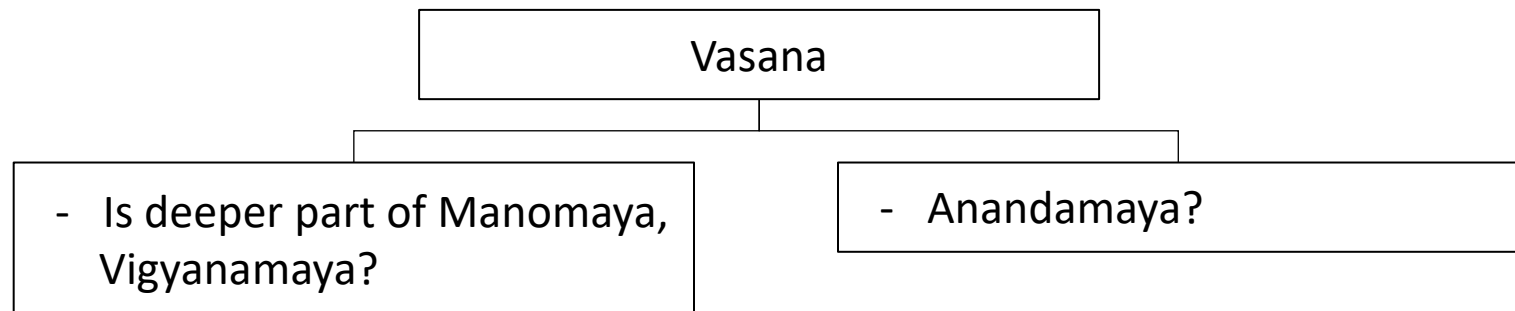 Vasana
- Is deeper part of Manomaya,
Vigyanamaya?
- Anandamaya?